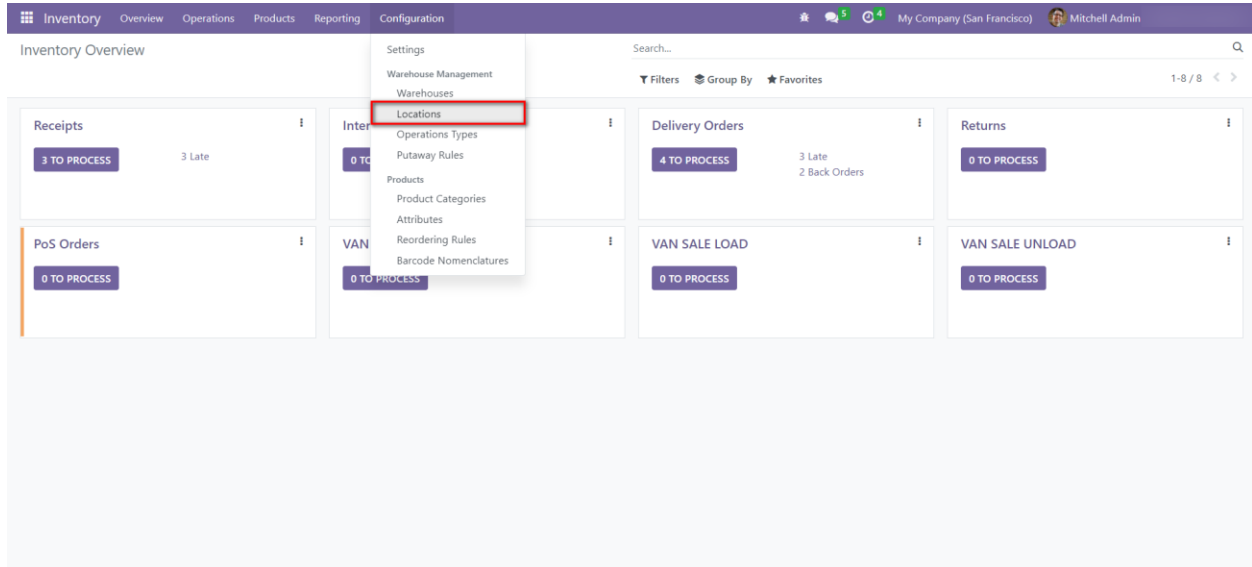 Inventory Overview Operations Products Reporting Configuration 5 4 My Company (San Francisco) Mitchell Admin
Inventory Overview
Search...
Filters Group By Favorites
1-8 / 8
Settings
Warehouse Management
Warehouses
Locations
Operations Types
Putaway Rules
Products
Product Categories
Attributes
Reordering Rules
Barcode Nomenclatures
Receipts
3 TO PROCESS
3 Late
Inter
0 TO
Delivery Orders
4 TO PROCESS
3 Late
2 Back Orders
Returns
0 TO PROCESS
PoS Orders
0 TO PROCESS
VAN
0 TO PROCESS
VAN SALE LOAD
0 TO PROCESS
VAN SALE UNLOAD
0 TO PROCESS